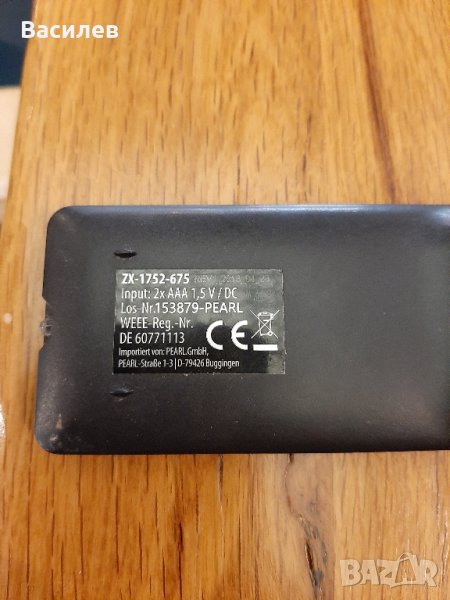 Василев
ZX-1752-675
Input: 2x AAA 1,5 V / DC
Los-Nr.153879-PEARL
WEEE-Reg.-Nr.
DE 60771113
CE
Importiert von: PEARL.GmbH,
PEARL-Straße 1-3 | D-79426 Buggingen
BAZAR